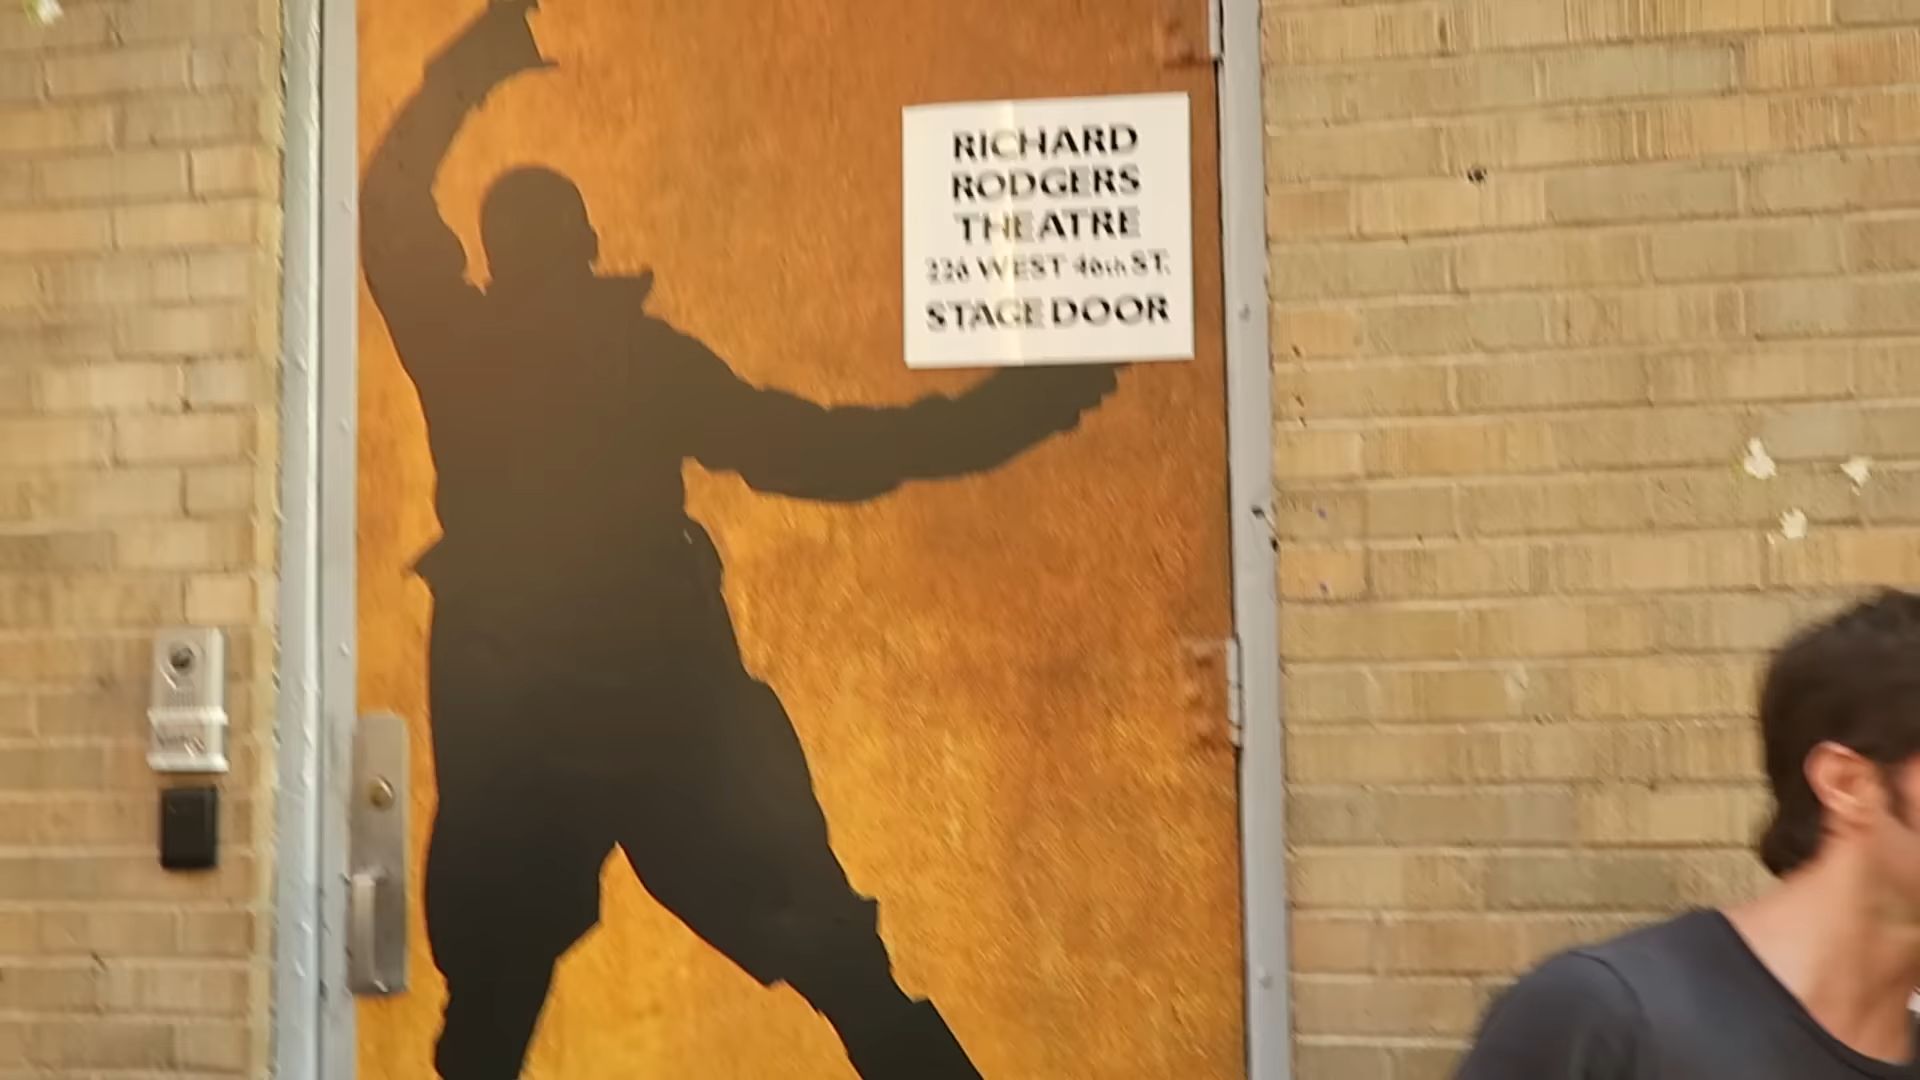 RICHARD
RODGERS
THEATRE
226 WEST 46th ST.
STAGE DOOR